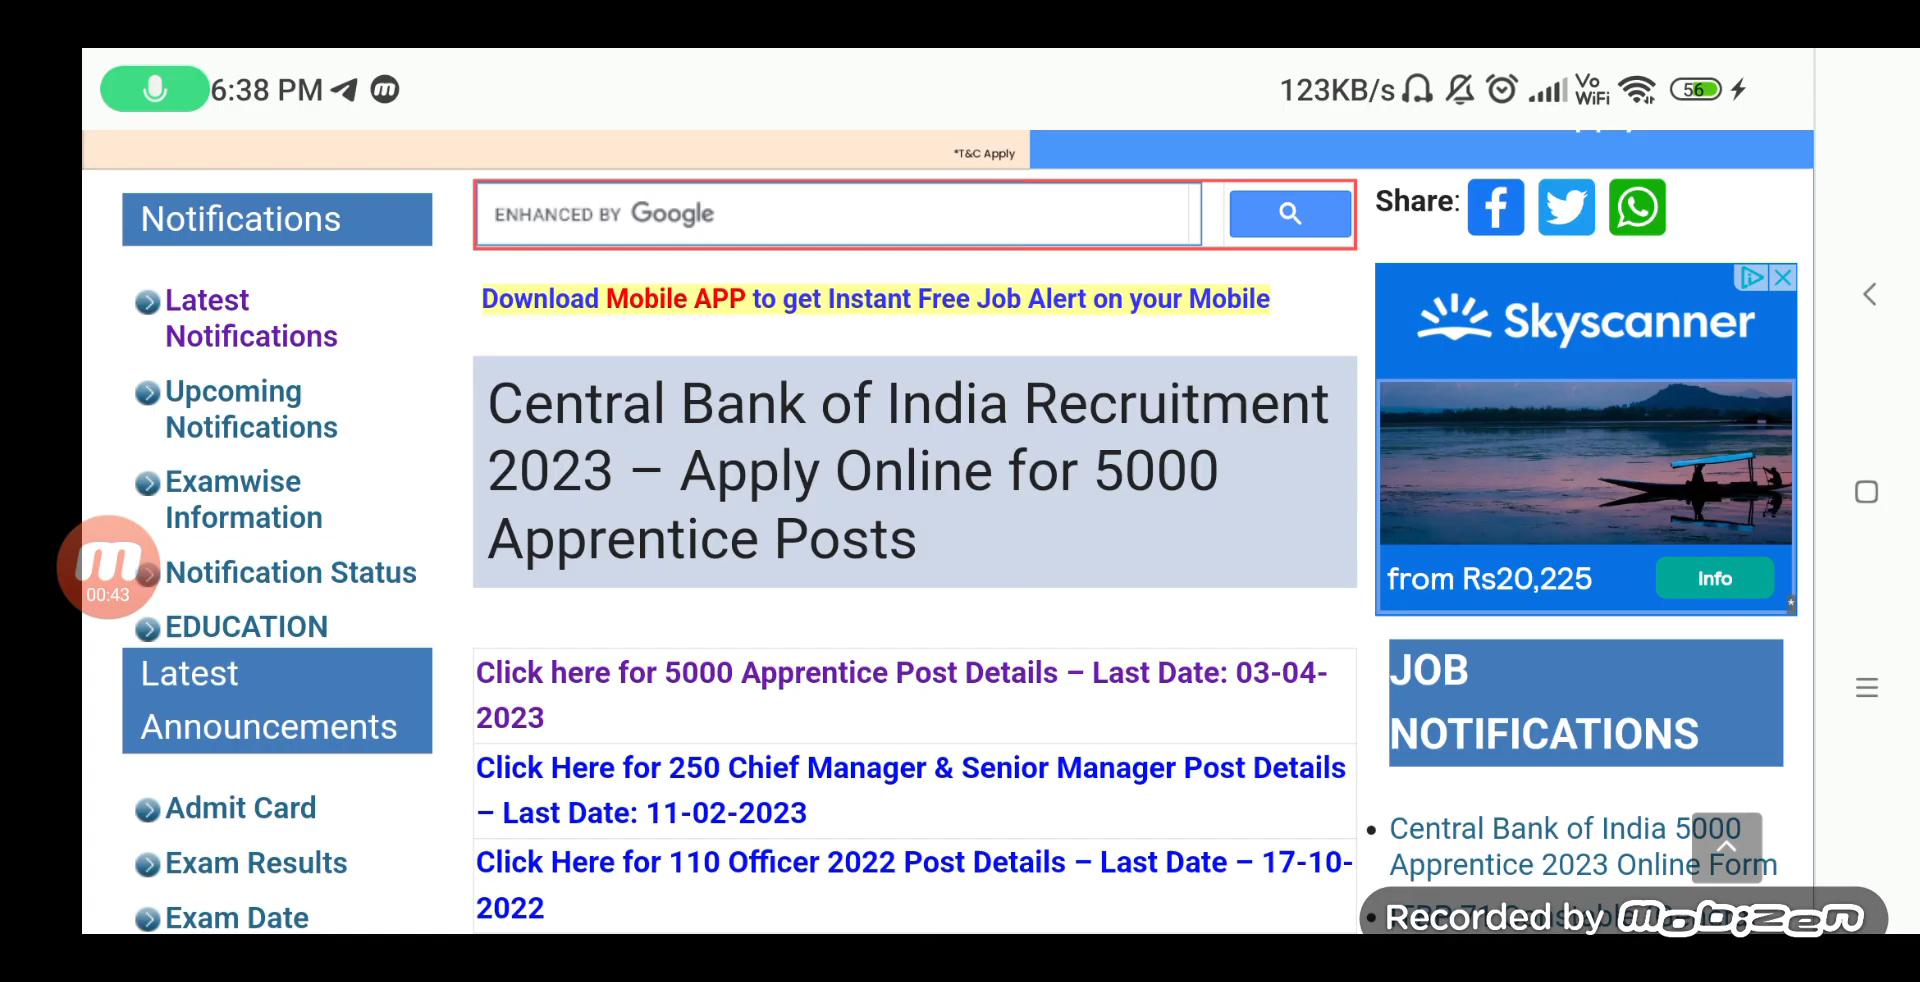 6:38 PM
123KB/s
Vo
WiFi
56
*T&C Apply
Notifications
Latest
Notifications
Upcoming
Notifications
Examwise
Information
Notification Status
EDUCATION
Latest
Announcements
Admit Card
Exam Results
Exam Date
00:43
ENHANCED BY Google
Download Mobile APP to get Instant Free Job Alert on your Mobile
Central Bank of India Recruitment
2023 – Apply Online for 5000
Apprentice Posts
Click here for 5000 Apprentice Post Details – Last Date: 03-04-
2023
Click Here for 250 Chief Manager & Senior Manager Post Details
– Last Date: 11-02-2023
Click Here for 110 Officer 2022 Post Details – Last Date – 17-10-
2022
Share:
Skyscanner
from Rs20,225
Info
JOB
NOTIFICATIONS
Central Bank of India 5000
Apprentice 2023 Online Form
Recorded by mobizen